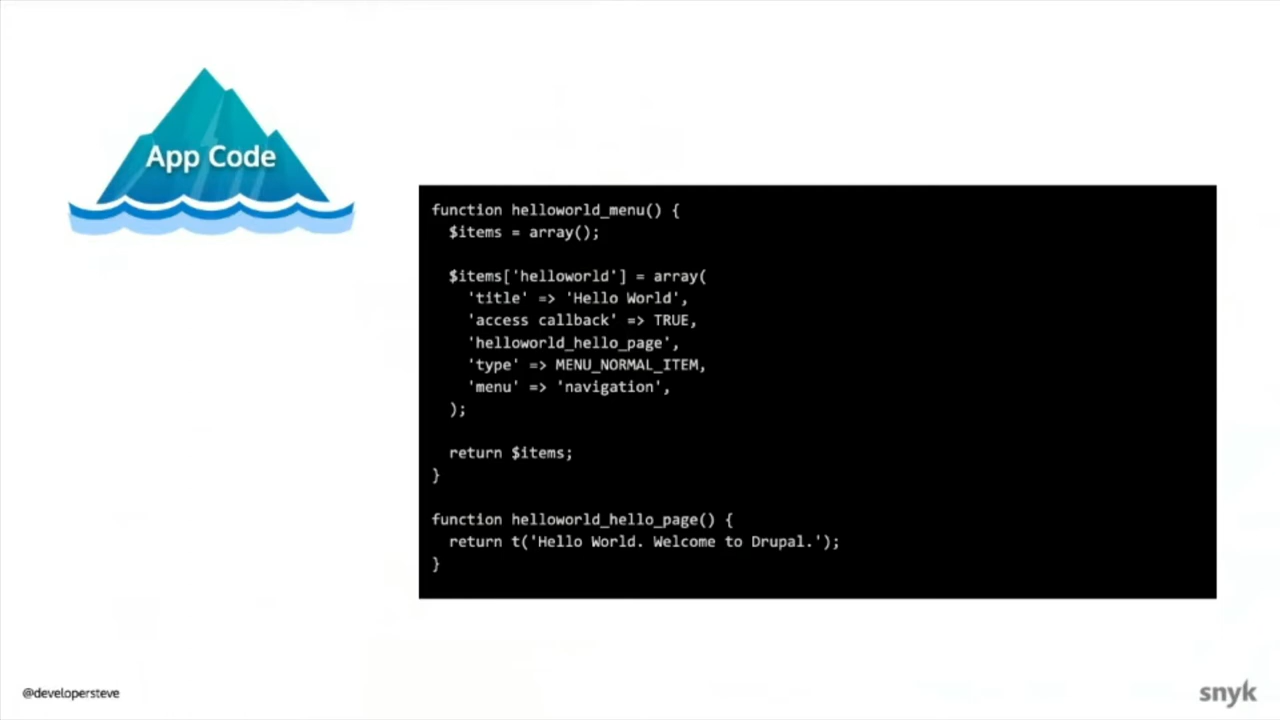 App Code
function helloworld_menu() {
  $items = array();

  $items['helloworld'] = array(
    'title' => 'Hello World',
    'access callback' => TRUE,
    'helloworld_hello_page',
    'type' => MENU_NORMAL_ITEM,
    'menu' => 'navigation',
  );

  return $items;
}

function helloworld_hello_page() {
  return t('Hello World. Welcome to Drupal.');
}
@developersteve
snyk